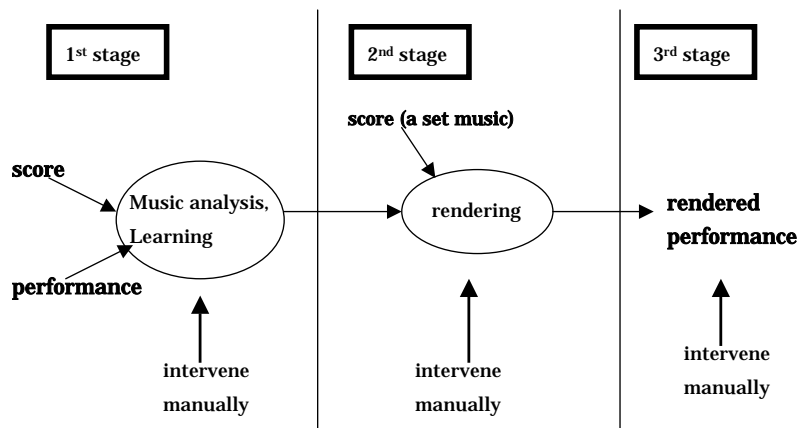 1st stage
2nd stage
3rd stage
score (a set music)
score
Music analysis,
Learning
rendering
rendered
performance
performance
intervene
manually
intervene
manually
intervene
manually